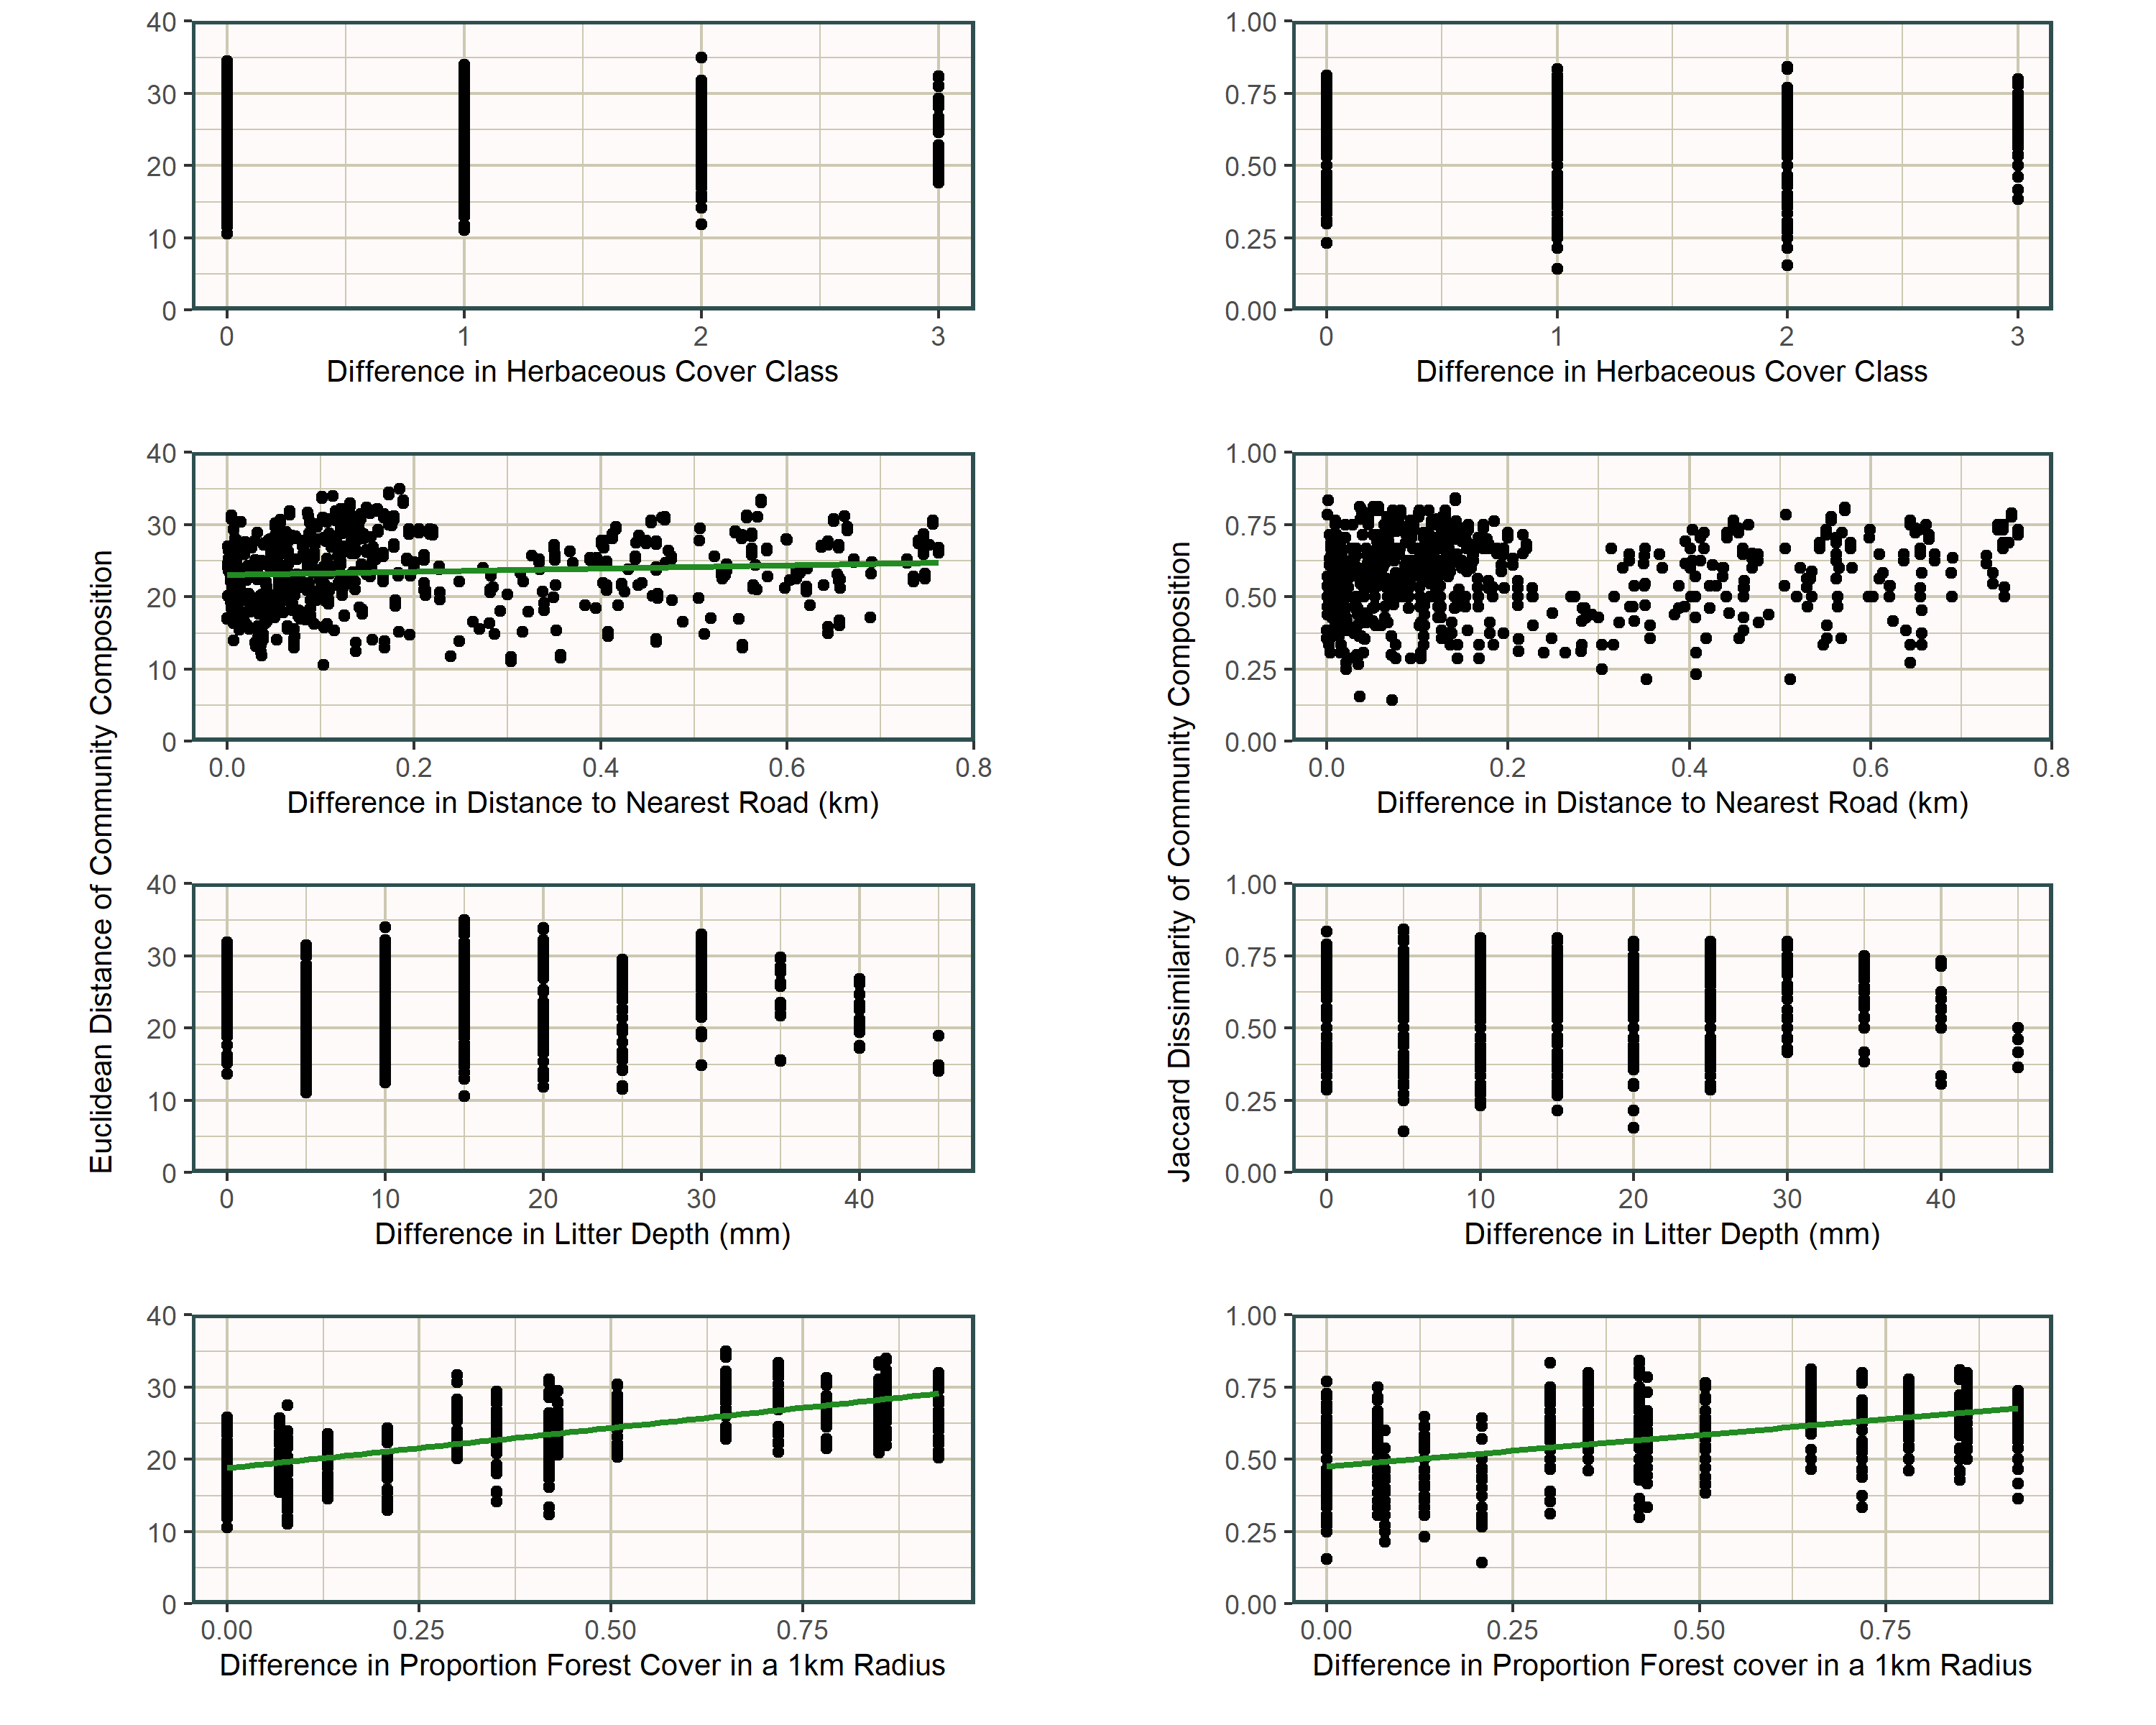 Euclidean Distance of Community Composition
40
30
20
10
0
0 1 2 3
Difference in Herbaceous Cover Class
40
30
20
10
0
0.0 0.2 0.4 0.6 0.8
Difference in Distance to Nearest Road (km)
40
30
20
10
0
0 10 20 30 40
Difference in Litter Depth (mm)
40
30
20
10
0
0.00 0.25 0.50 0.75
Difference in Proportion Forest Cover in a 1km Radius
Jaccard Dissimilarity of Community Composition
1.00
0.75
0.50
0.25
0.00
0 1 2 3
Difference in Herbaceous Cover Class
1.00
0.75
0.50
0.25
0.00
0.0 0.2 0.4 0.6 0.8
Difference in Distance to Nearest Road (km)
1.00
0.75
0.50
0.25
0.00
0 10 20 30 40
Difference in Litter Depth (mm)
1.00
0.75
0.50
0.25
0.00
0.00 0.25 0.50 0.75
Difference in Proportion Forest cover in a 1km Radius